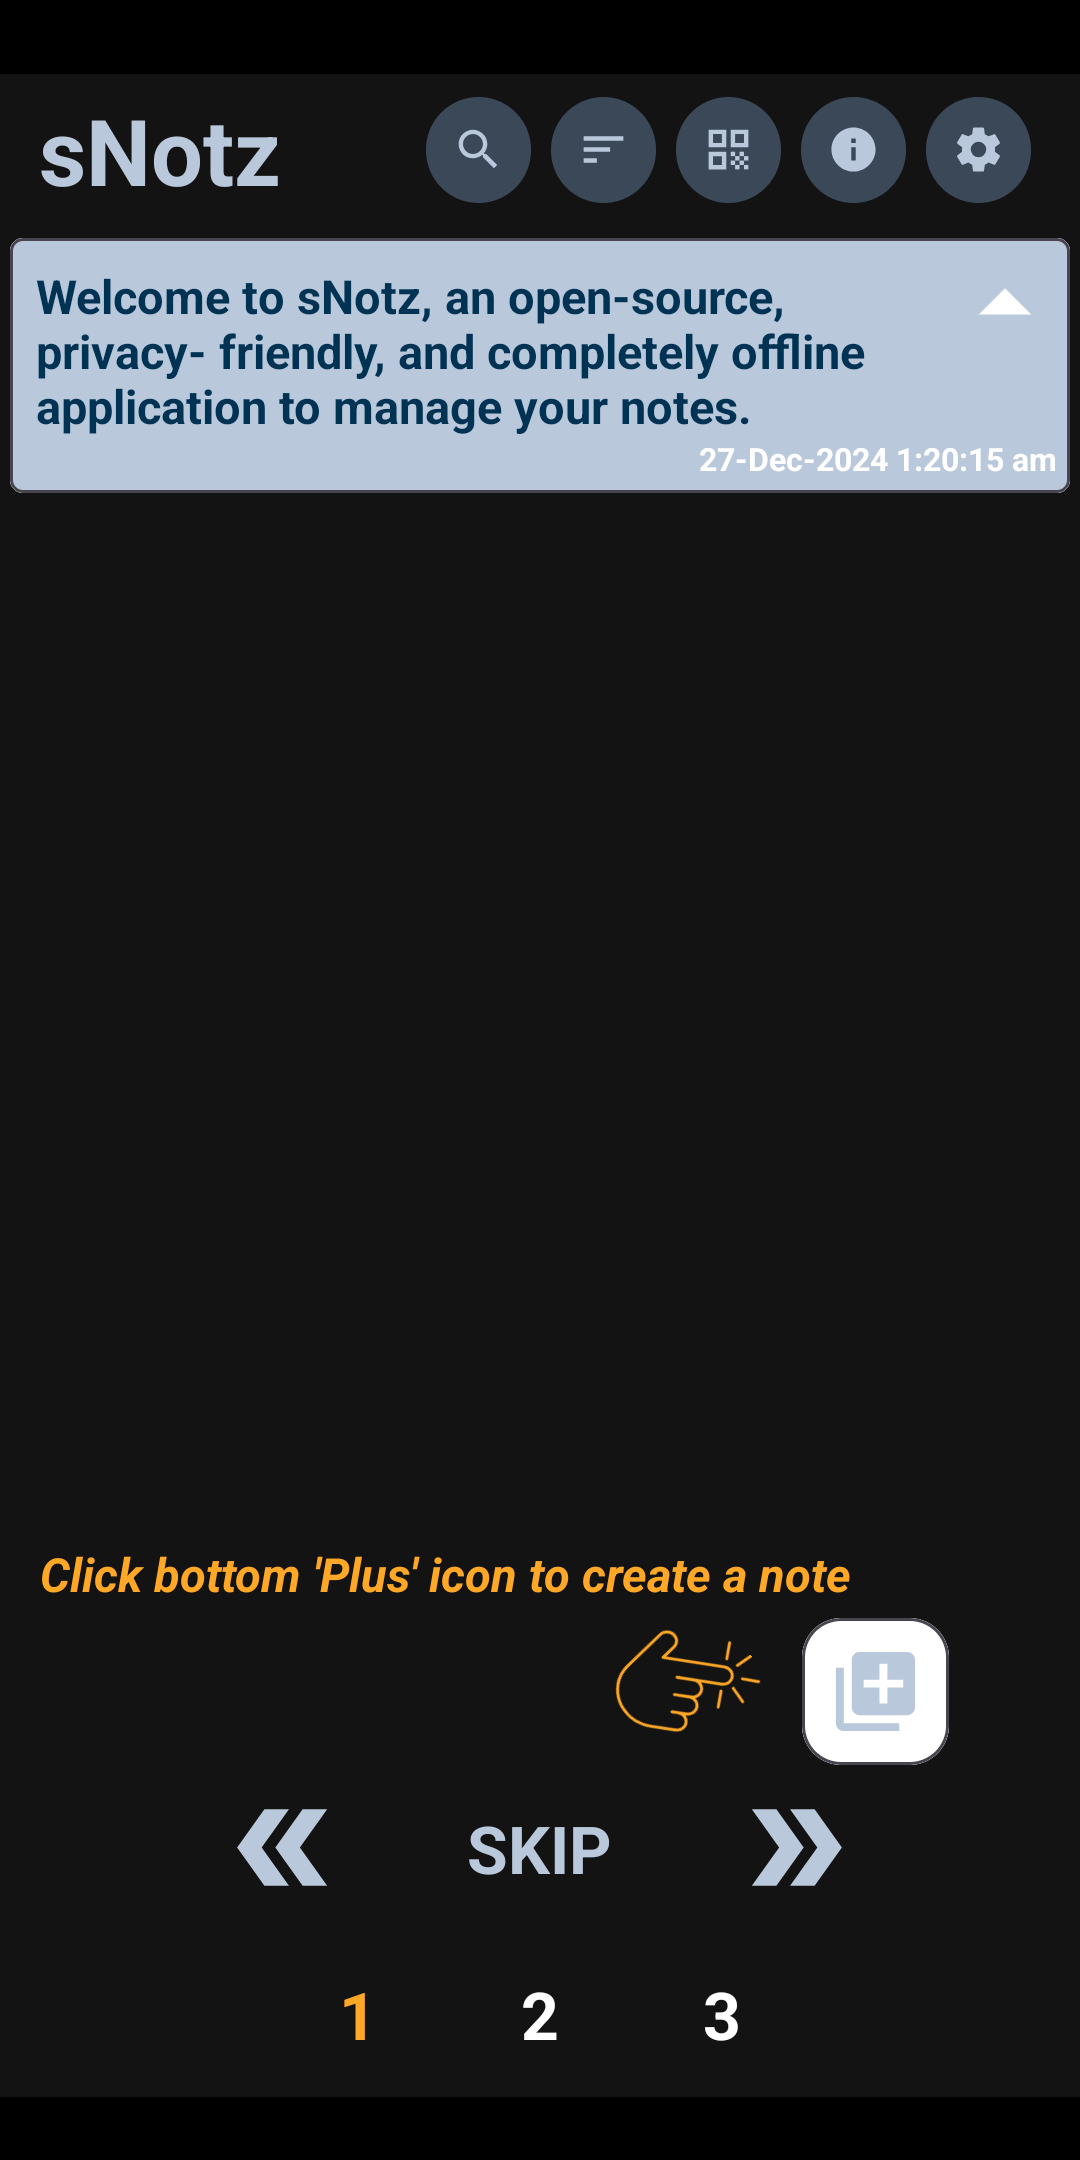 sNotz
Welcome to sNotz, an open-source,
privacy- friendly, and completely offline
application to manage your notes.
27-Dec-2024 1:20:15 am
Click bottom 'Plus' icon to create a note
SKIP
1 2 3